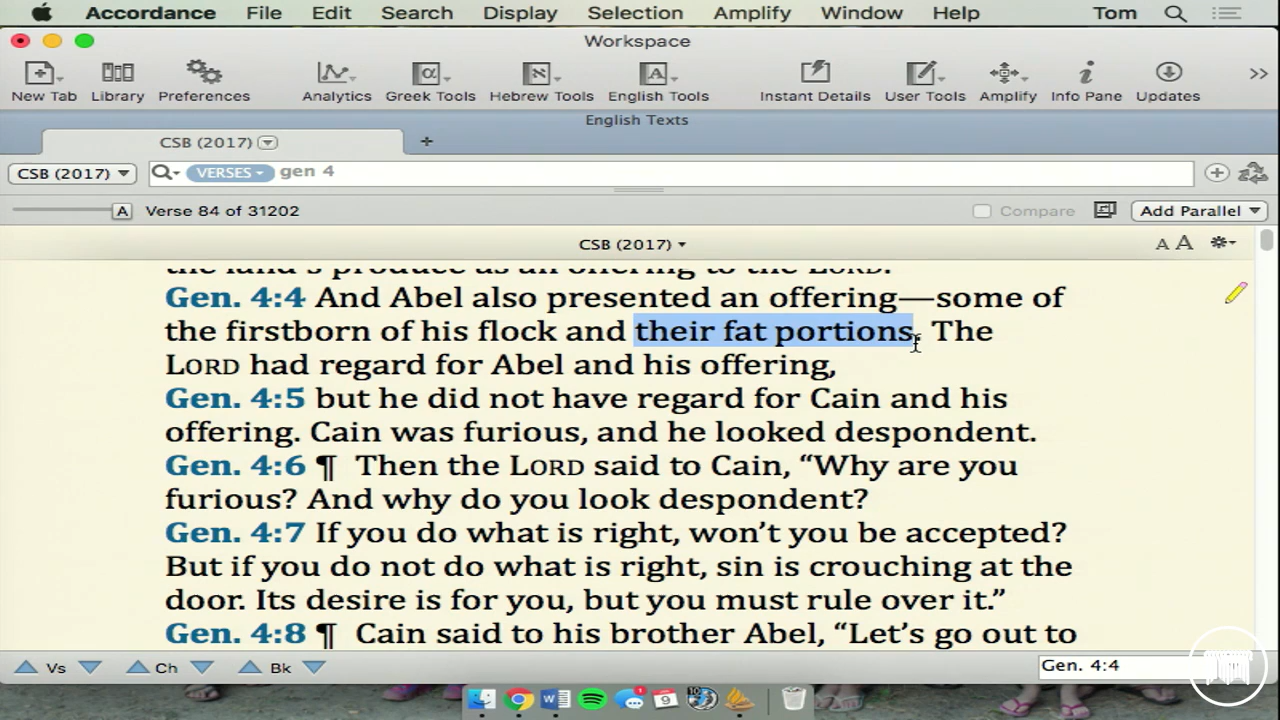 Accordance File Edit Search Display Selection Amplify Window Help Tom
Workspace
New Tab Library Preferences Analytics Greek Tools Hebrew Tools English Tools Instant Details User Tools Amplify Info Pane Updates
English Texts
CSB (2017)
CSB (2017) VERSES gen 4
A Verse 84 of 31202 Compare Add Parallel
CSB (2017) A A
the land's produce as an offering to the LORD.
Gen. 4:4 And Abel also presented an offering—some of
the firstborn of his flock and their fat portions. The
LORD had regard for Abel and his offering,
Gen. 4:5 but he did not have regard for Cain and his
offering. Cain was furious, and he looked despondent.
Gen. 4:6 ¶ Then the LORD said to Cain, “Why are you
furious? And why do you look despondent?
Gen. 4:7 If you do what is right, won’t you be accepted?
But if you do not do what is right, sin is crouching at the
door. Its desire is for you, but you must rule over it.”
Gen. 4:8 ¶ Cain said to his brother Abel, “Let’s go out to
Vs Ch Bk Gen. 4:4